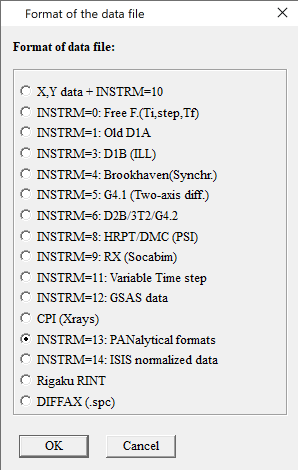 Format of the data file
Format of data file:
X,Y data + INSTRM=10
INSTRM=0: Free F.(Ti,step,Tf)
INSTRM=1: Old D1A
INSTRM=3: D1B (ILL)
INSTRM=4: Brookhaven(Synchr.)
INSTRM=5: G4.1 (Two-axis diff.)
INSTRM=6: D2B/3T2/G4.2
INSTRM=8: HRPT/DMC (PSI)
INSTRM=9: RX (Socabim)
INSTRM=11: Variable Time step
INSTRM=12: GSAS data
CPI (Xrays)
INSTRM=13: PANalytical formats
INSTRM=14: ISIS normalized data
Rigaku RINT
DIFFAX (.spc)
OK Cancel